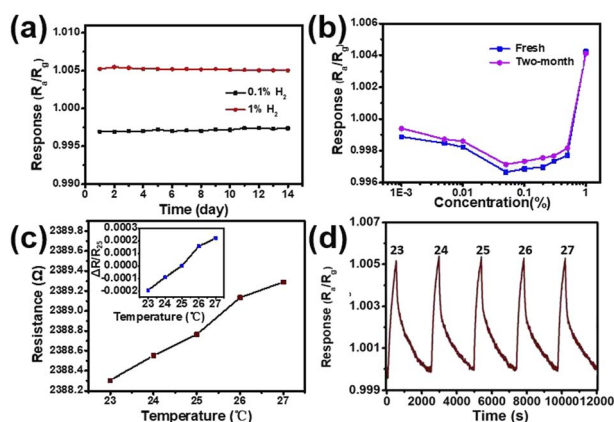 (a)
Response (Ra/Rg)
1.010
1.005
1.000
0.995
0.990
0.1% H2
1% H2
0 2 4 6 8 10 12 14
Time (day)
(b)
Response (Ra/Rg)
1.006
1.004
1.002
1.000
0.998
0.996
Fresh
Two-month
1E-3 0.01 0.1 1
Concentration(%)
(c)
Resistance (Ω)
2389.8
2389.6
2389.4
2389.2
2389.0
2388.8
2388.6
2388.4
2388.2
ΔR/R25
0.0003
0.0002
0.0001
-0.0000
-0.0001
-0.0002
23 24 25 26 27
Temperature (℃)
23 24 25 26 27
Temperature (℃)
(d)
Response (Ra/Rg)
1.007
1.005
1.003
1.001
0.999
23 24 25 26 27
0 2000 4000 6000 8000 10000 12000
Time (s)